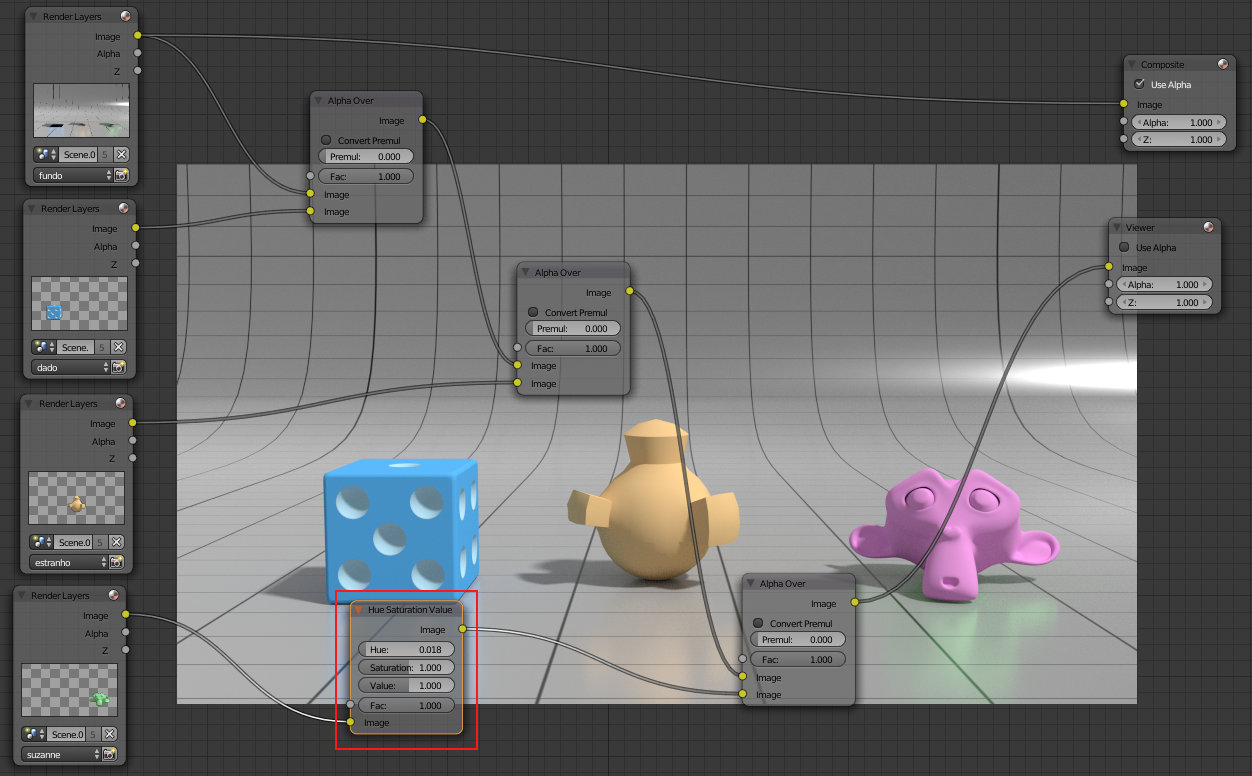 Render Layers
Image
Alpha
Z
Scene.0 5
fundo
Render Layers
Image
Alpha
Z
Scene. 5
dado
Render Layers
Image
Alpha
Z
Scene.0 5
estranho
Render Layers
Image
Alpha
Z
Scene.0 5
suzanne
Alpha Over
Image
Convert Premul
Premul: 0.000
Fac: 1.000
Image
Image
Alpha Over
Image
Convert Premul
Premul: 0.000
Fac: 1.000
Image
Image
Hue Saturation Value
Image
Hue: 0.018
Saturation: 1.000
Value: 1.000
Fac: 1.000
Image
Alpha Over
Image
Convert Premul
Premul: 0.000
Fac: 1.000
Image
Image
Composite
Use Alpha
Image
Alpha: 1.000
Z: 1.000
Viewer
Use Alpha
Image
Alpha: 1.000
Z: 1.000